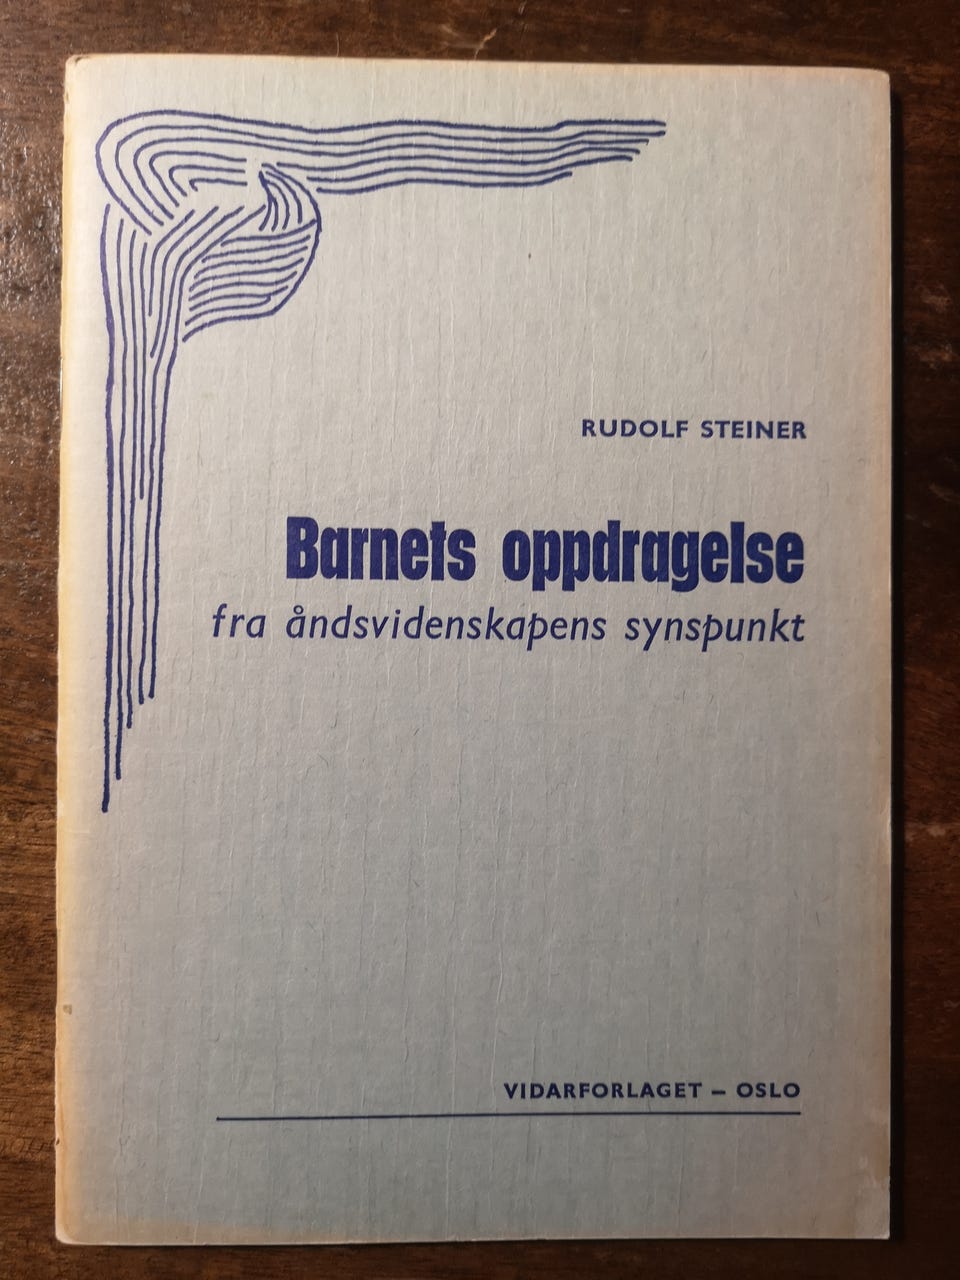 RUDOLF STEINER
Barnets oppdragelse
fra åndsvidenskapens synspunkt
VIDARFORLAGET – OSLO